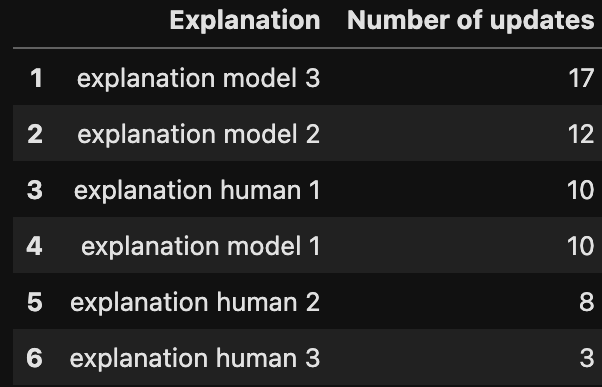 Explanation Number of updates
1 explanation model 3 17
2 explanation model 2 12
3 explanation human 1 10
4 explanation model 1 10
5 explanation human 2 8
6 explanation human 3 3